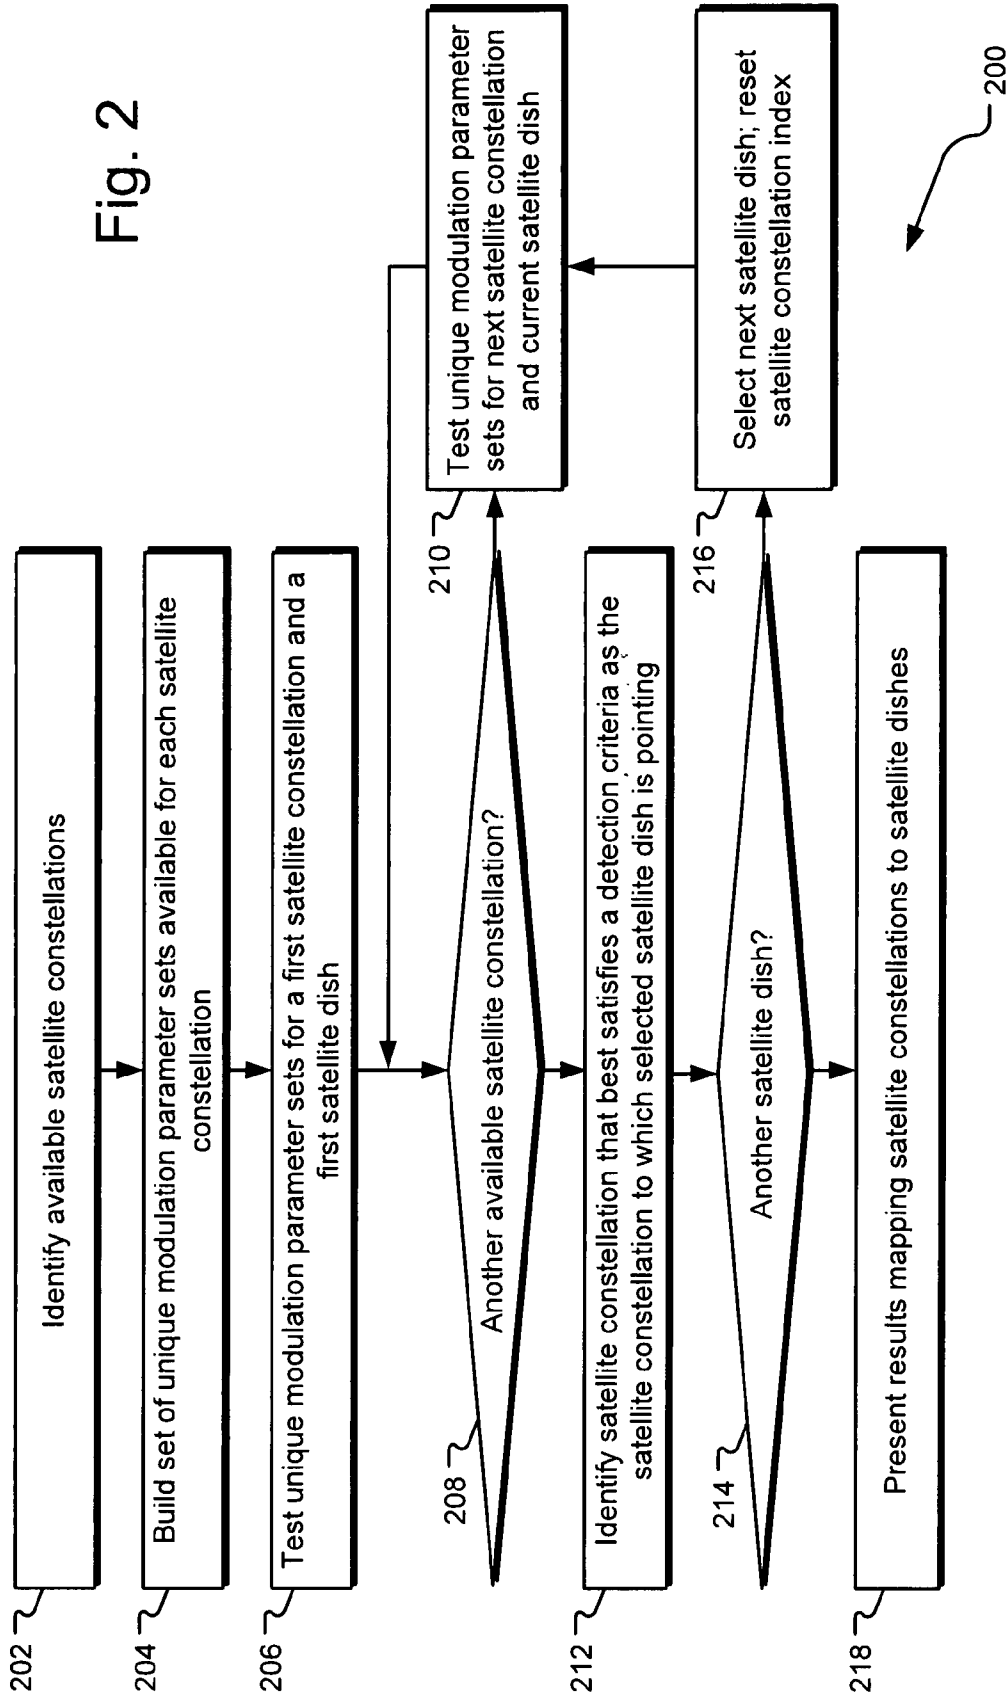 Fig. 2
202
Identify available satellite constellations
204
Build set of unique modulation parameter sets available for each satellite
constellation
206
Test unique modulation parameter sets for a first satellite constellation and a
first satellite dish
208
Another available satellite constellation?
210
Test unique modulation parameter
sets for next satellite constellation
and current satellite dish
212
Identify satellite constellation that best satisfies a detection criteria as the
satellite constellation to which selected satellite dish is pointing
214
Another satellite dish?
216
Select next satellite dish; reset
satellite constellation index
218
Present results mapping satellite constellations to satellite dishes
200